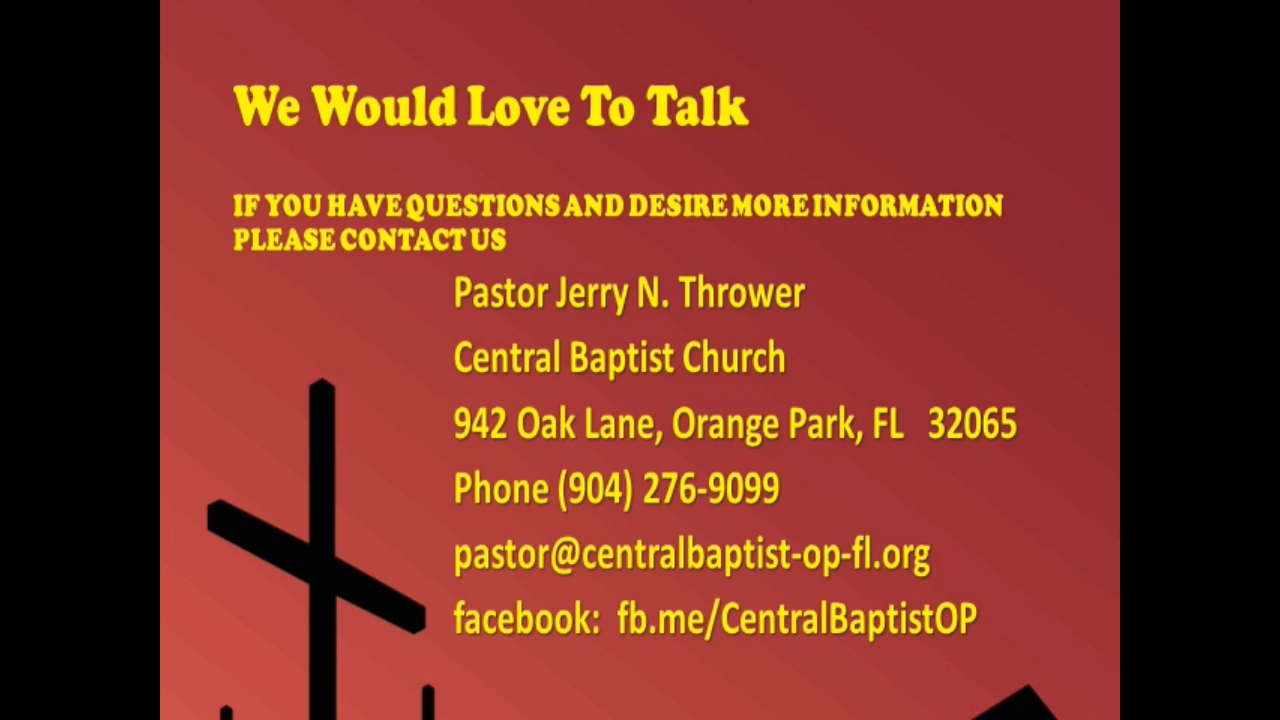 We Would Love To Talk
IF YOU HAVE QUESTIONS AND DESIRE MORE INFORMATION
PLEASE CONTACT US
Pastor Jerry N. Thrower
Central Baptist Church
942 Oak Lane, Orange Park, FL 32065
Phone (904) 276-9099
pastor@centralbaptist-op-fl.org
facebook: fb.me/CentralBaptistOP